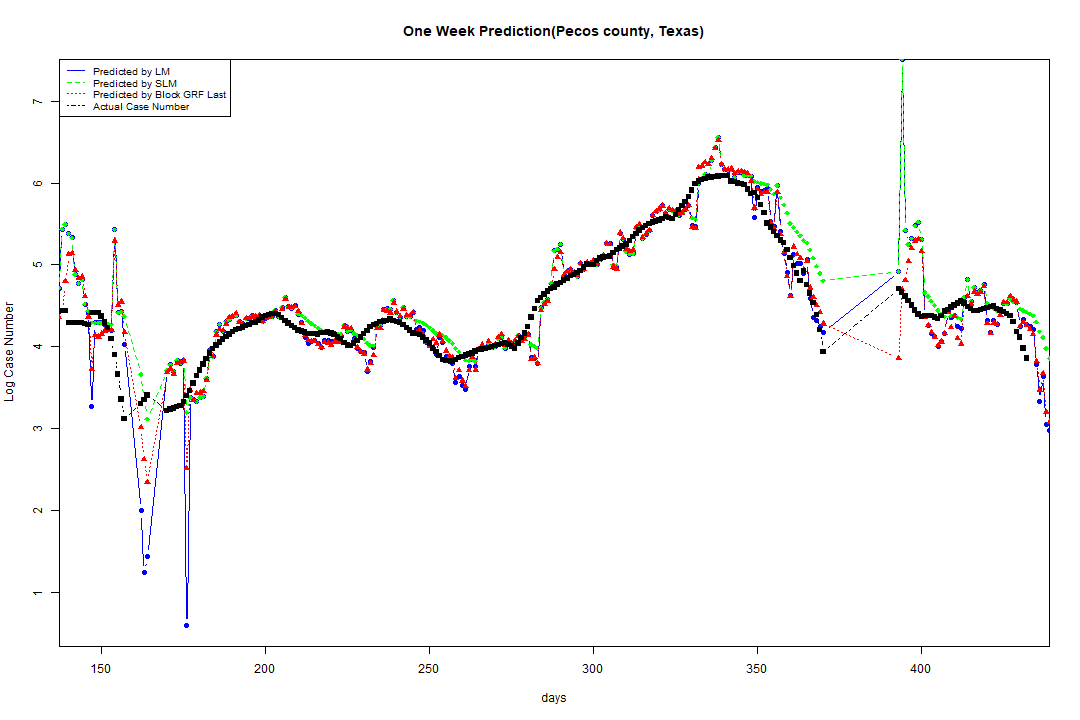 One Week Prediction(Pecos county, Texas)
Predicted by LM
Predicted by SLM
Predicted by Block GRF Last
Actual Case Number
Log Case Number
7
6
5
4
3
2
1
150 200 250 300 350 400
days